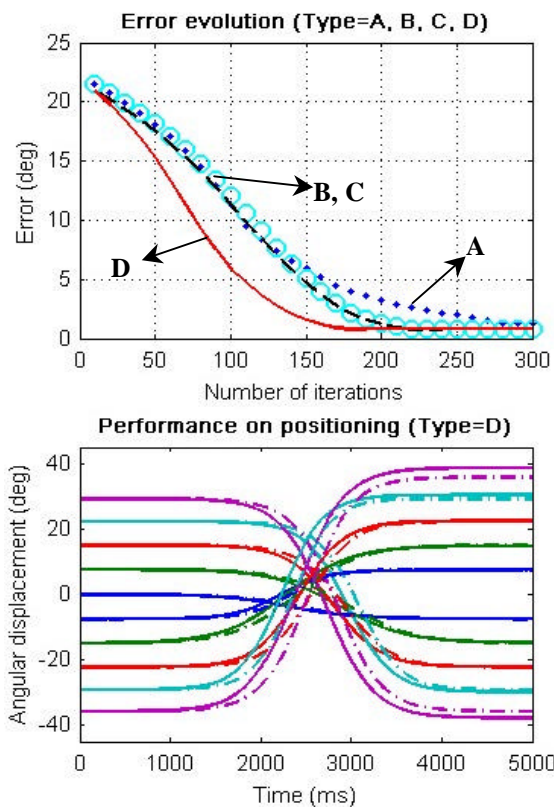 Error evolution (Type=A, B, C, D)
25
20
15
10
5
0
Error (deg)
B, C
A
D
0 50 100 150 200 250 300
Number of iterations
Performance on positioning (Type=D)
40
20
0
-20
-40
Angular displacement (deg)
0 1000 2000 3000 4000 5000
Time (ms)